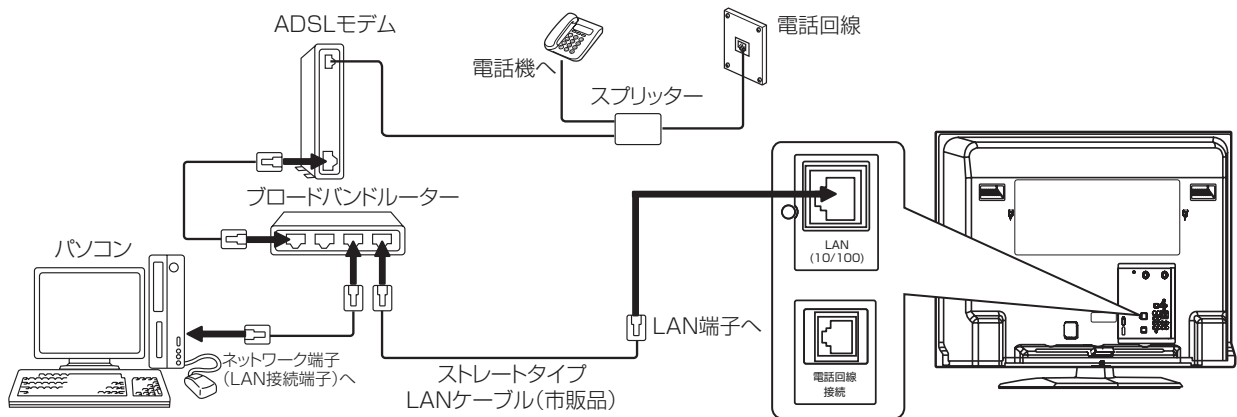 ADSLモデム
電話回線
電話機へ
スプリッター
ブロードバンドルーター
パソコン
LAN
(10/100)
LAN端子へ
ネットワーク端子
(LAN接続端子)へ
ストレートタイプ
LANケーブル(市販品)
電話回線
接続